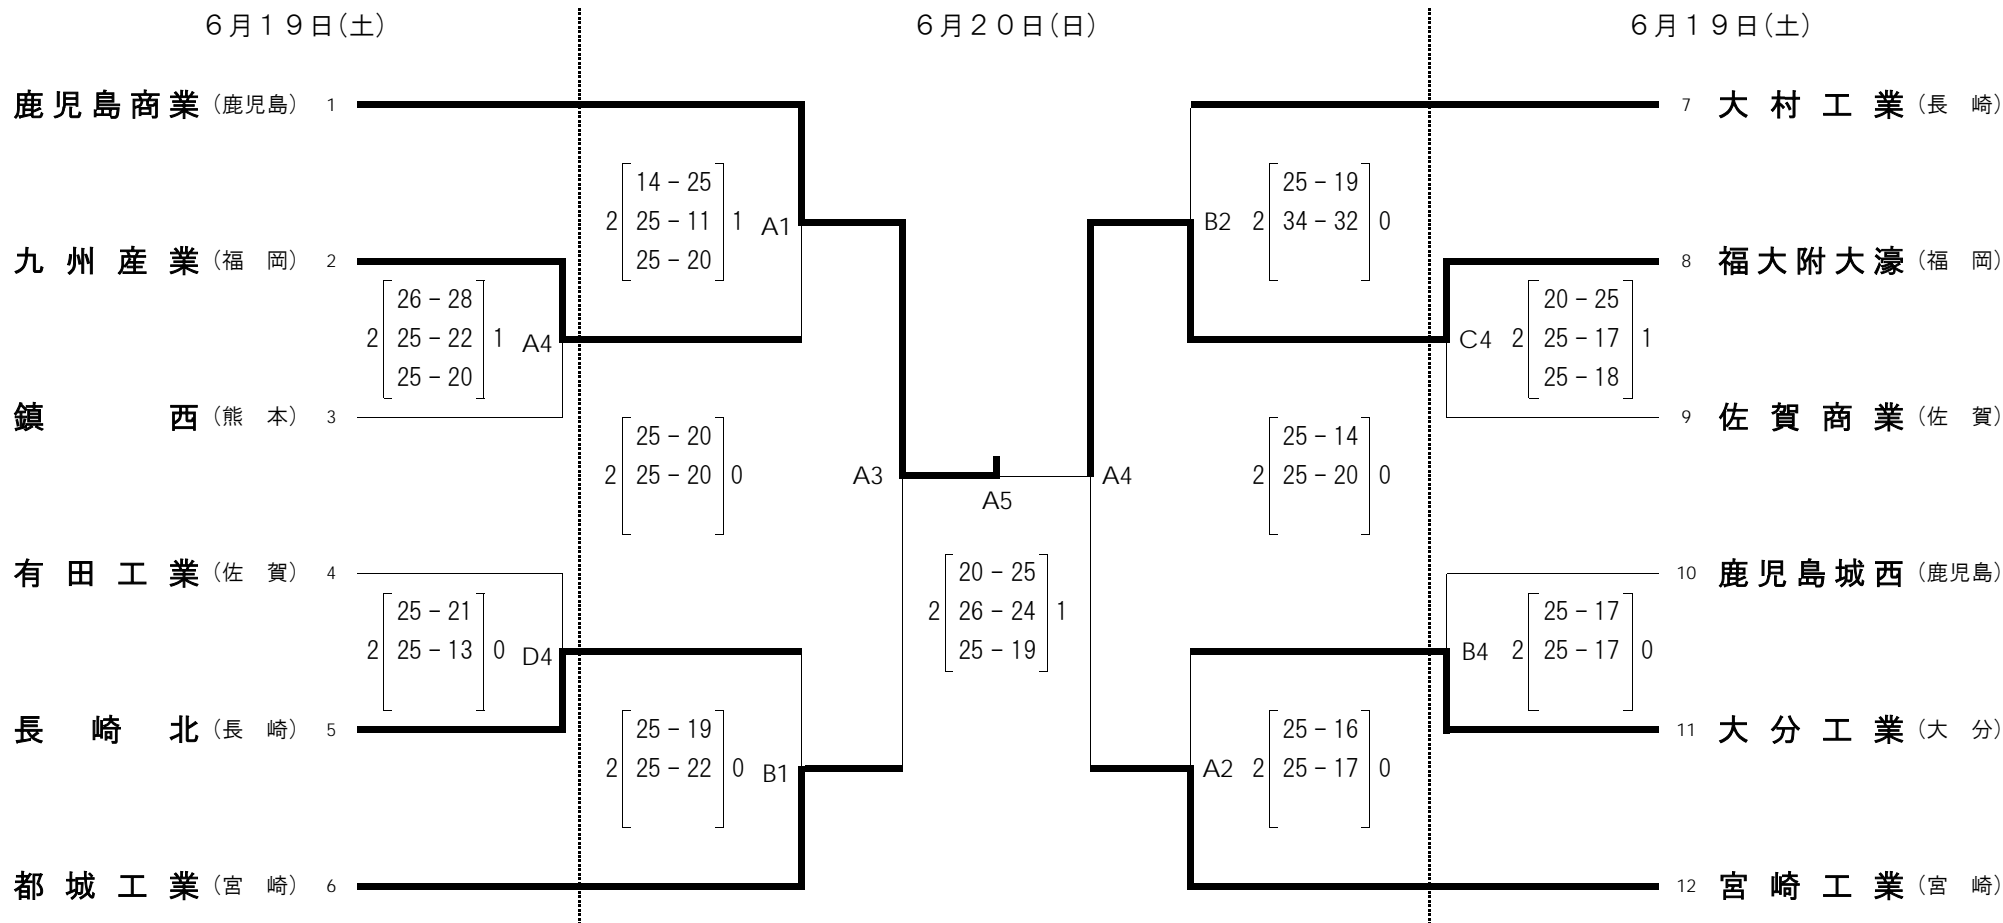 ６月１９日(土) ６月２０日(日) ６月１９日(土)
鹿児島商業 (鹿児島) 1
7 大村工業 (長 崎)
14 − 25
2 25 − 11 1 A1
25 − 20
25 − 19
B2 2 34 − 32 0
九州産業 (福 岡) 2
8 福大附大濠 (福 岡)
26 − 28
2 25 − 22 1 A4
25 − 20
20 − 25
C4 2 25 − 17 1
25 − 18
鎮西 (熊 本) 3
9 佐賀商業 (佐 賀)
25 − 20
2 25 − 20 0
A3
A4
25 − 14
2 25 − 20 0
A5
有田工業 (佐 賀) 4
20 − 25
2 26 − 24 1
25 − 19
10 鹿児島城西 (鹿児島)
25 − 21
2 25 − 13 0 D4
25 − 17
B4 2 25 − 17 0
長崎北 (長 崎) 5
11 大分工業 (大 分)
25 − 19
2 25 − 22 0 B1
25 − 16
A2 2 25 − 17 0
都城工業 (宮 崎) 6
12 宮崎工業 (宮 崎)